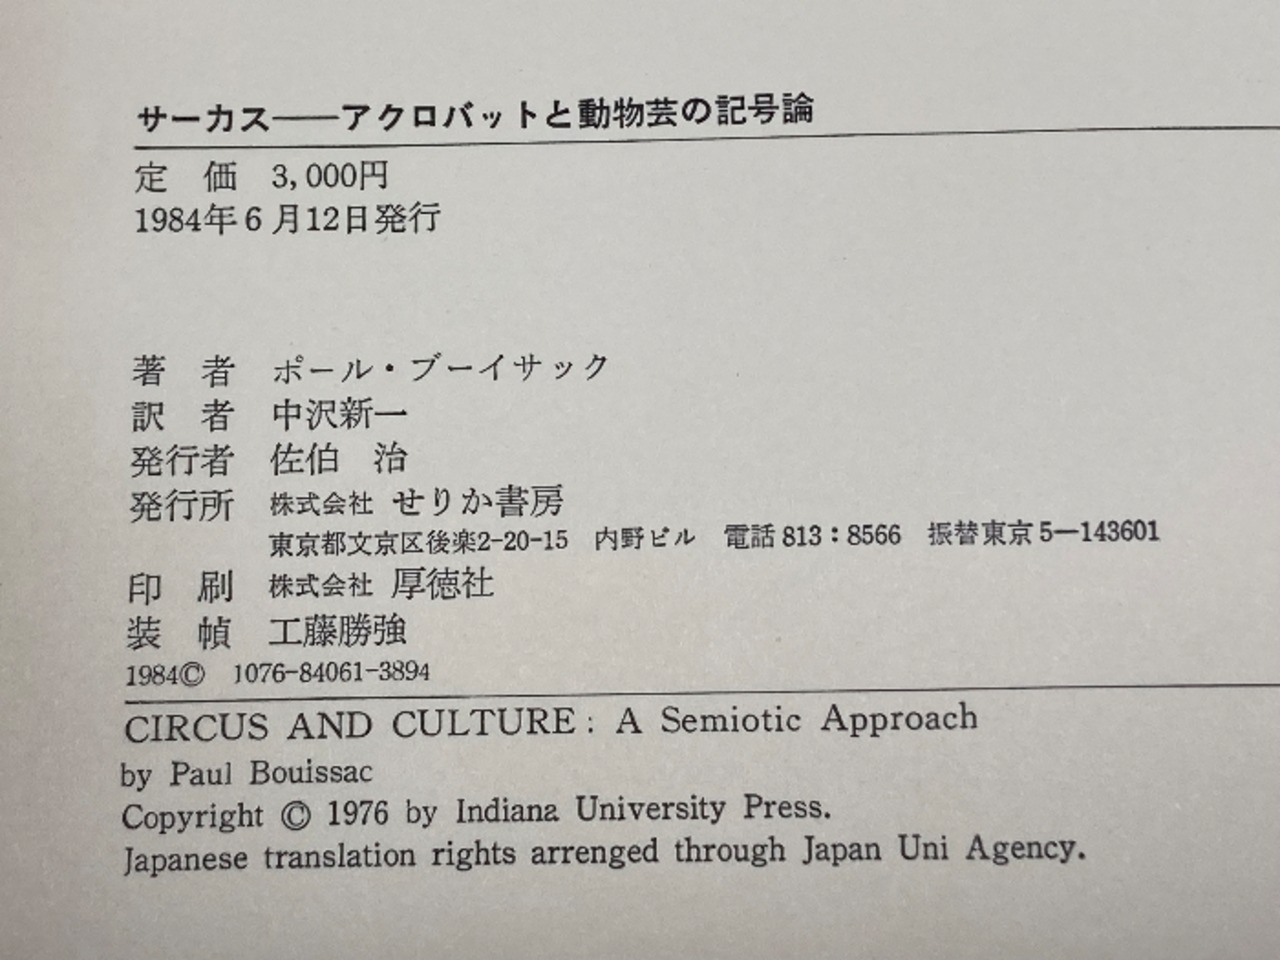 サーカス――アクロバットと動物芸の記号論
定　価　3,000円
1984年6月12日発行
著　者　ポール・ブーイサック
訳　者　中沢新一
発行者　佐伯　治
発行所　株式会社 せりか書房
東京都文京区後楽2-20-15　内野ビル　電話813：8566　振替東京5―143601
印　刷　株式会社 厚徳社
装　幀　工藤勝強
1984©　1076-84061-3894
CIRCUS AND CULTURE: A Semiotic Approach
by Paul Bouissac
Copyright © 1976 by Indiana University Press.
Japanese translation rights arrenged through Japan Uni Agency.